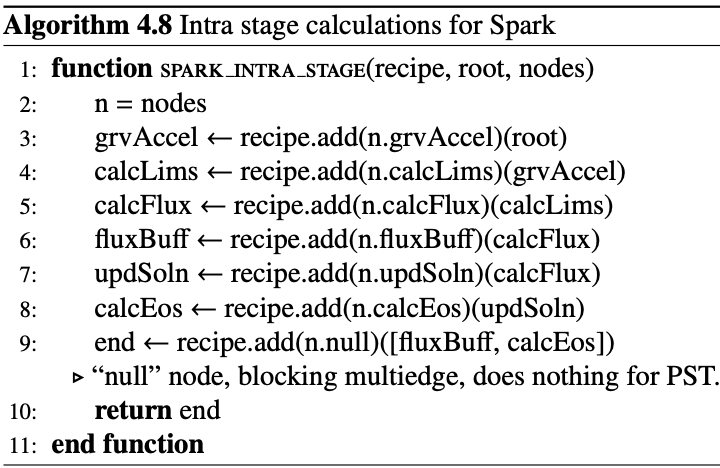 Algorithm 4.8 Intra stage calculations for Spark
1: function SPARK_INTRA_STAGE(recipe, root, nodes)
2: n = nodes
3: grvAccel ← recipe.add(n.grvAccel)(root)
4: calcLims ← recipe.add(n.calcLims)(grvAccel)
5: calcFlux ← recipe.add(n.calcFlux)(calcLims)
6: fluxBuff ← recipe.add(n.fluxBuff)(calcFlux)
7: updSoln ← recipe.add(n.updSoln)(calcFlux)
8: calcEos ← recipe.add(n.calcEos)(updSoln)
9: end ← recipe.add(n.null)([fluxBuff, calcEos])
▹ “null” node, blocking multiedge, does nothing for PST.
10: return end
11: end function